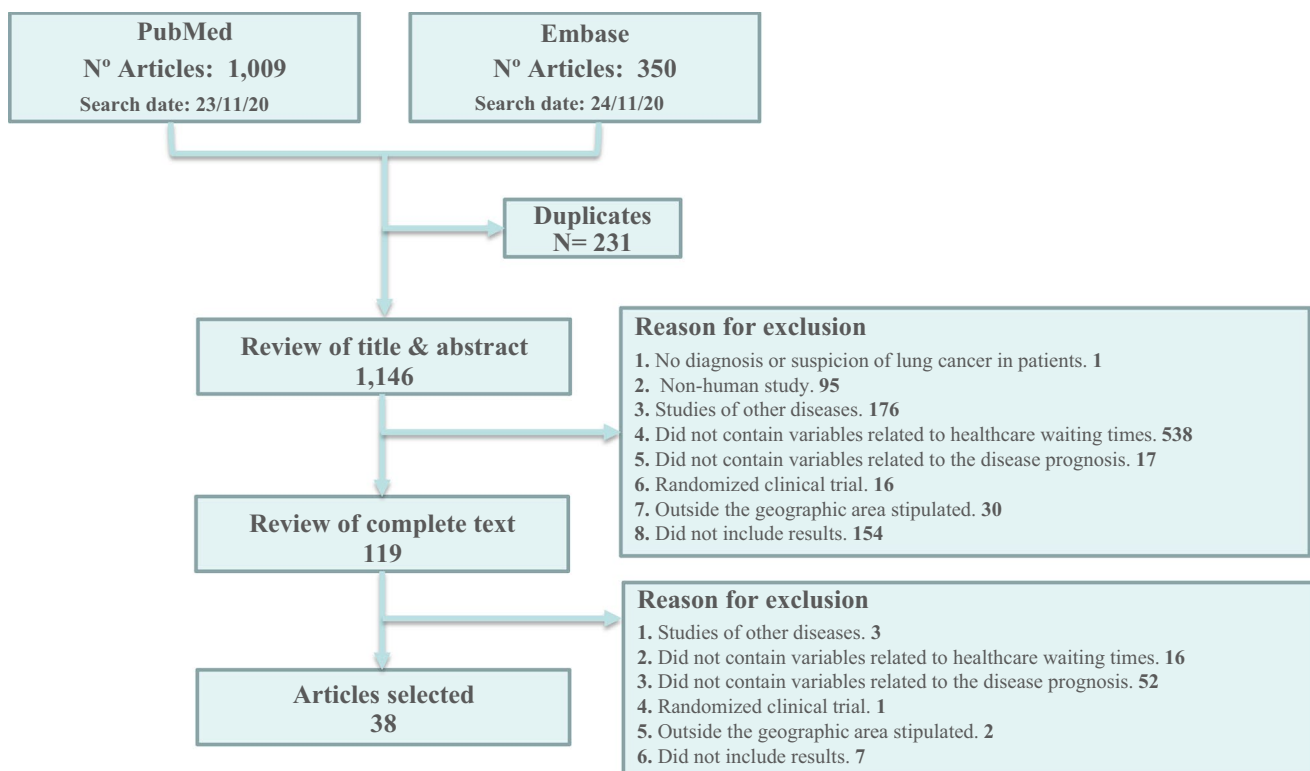 PubMed
Nº Articles: 1,009
Search date: 23/11/20
Embase
Nº Articles: 350
Search date: 24/11/20
Duplicates
N= 231
Review of title & abstract
1,146
Reason for exclusion
1. No diagnosis or suspicion of lung cancer in patients. 1
2. Non-human study. 95
3. Studies of other diseases. 176
4. Did not contain variables related to healthcare waiting times. 538
5. Did not contain variables related to the disease prognosis. 17
6. Randomized clinical trial. 16
7. Outside the geographic area stipulated. 30
8. Did not include results. 154
Review of complete text
119
Reason for exclusion
1. Studies of other diseases. 3
2. Did not contain variables related to healthcare waiting times. 16
3. Did not contain variables related to the disease prognosis. 52
4. Randomized clinical trial. 1
5. Outside the geographic area stipulated. 2
6. Did not include results. 7
Articles selected
38